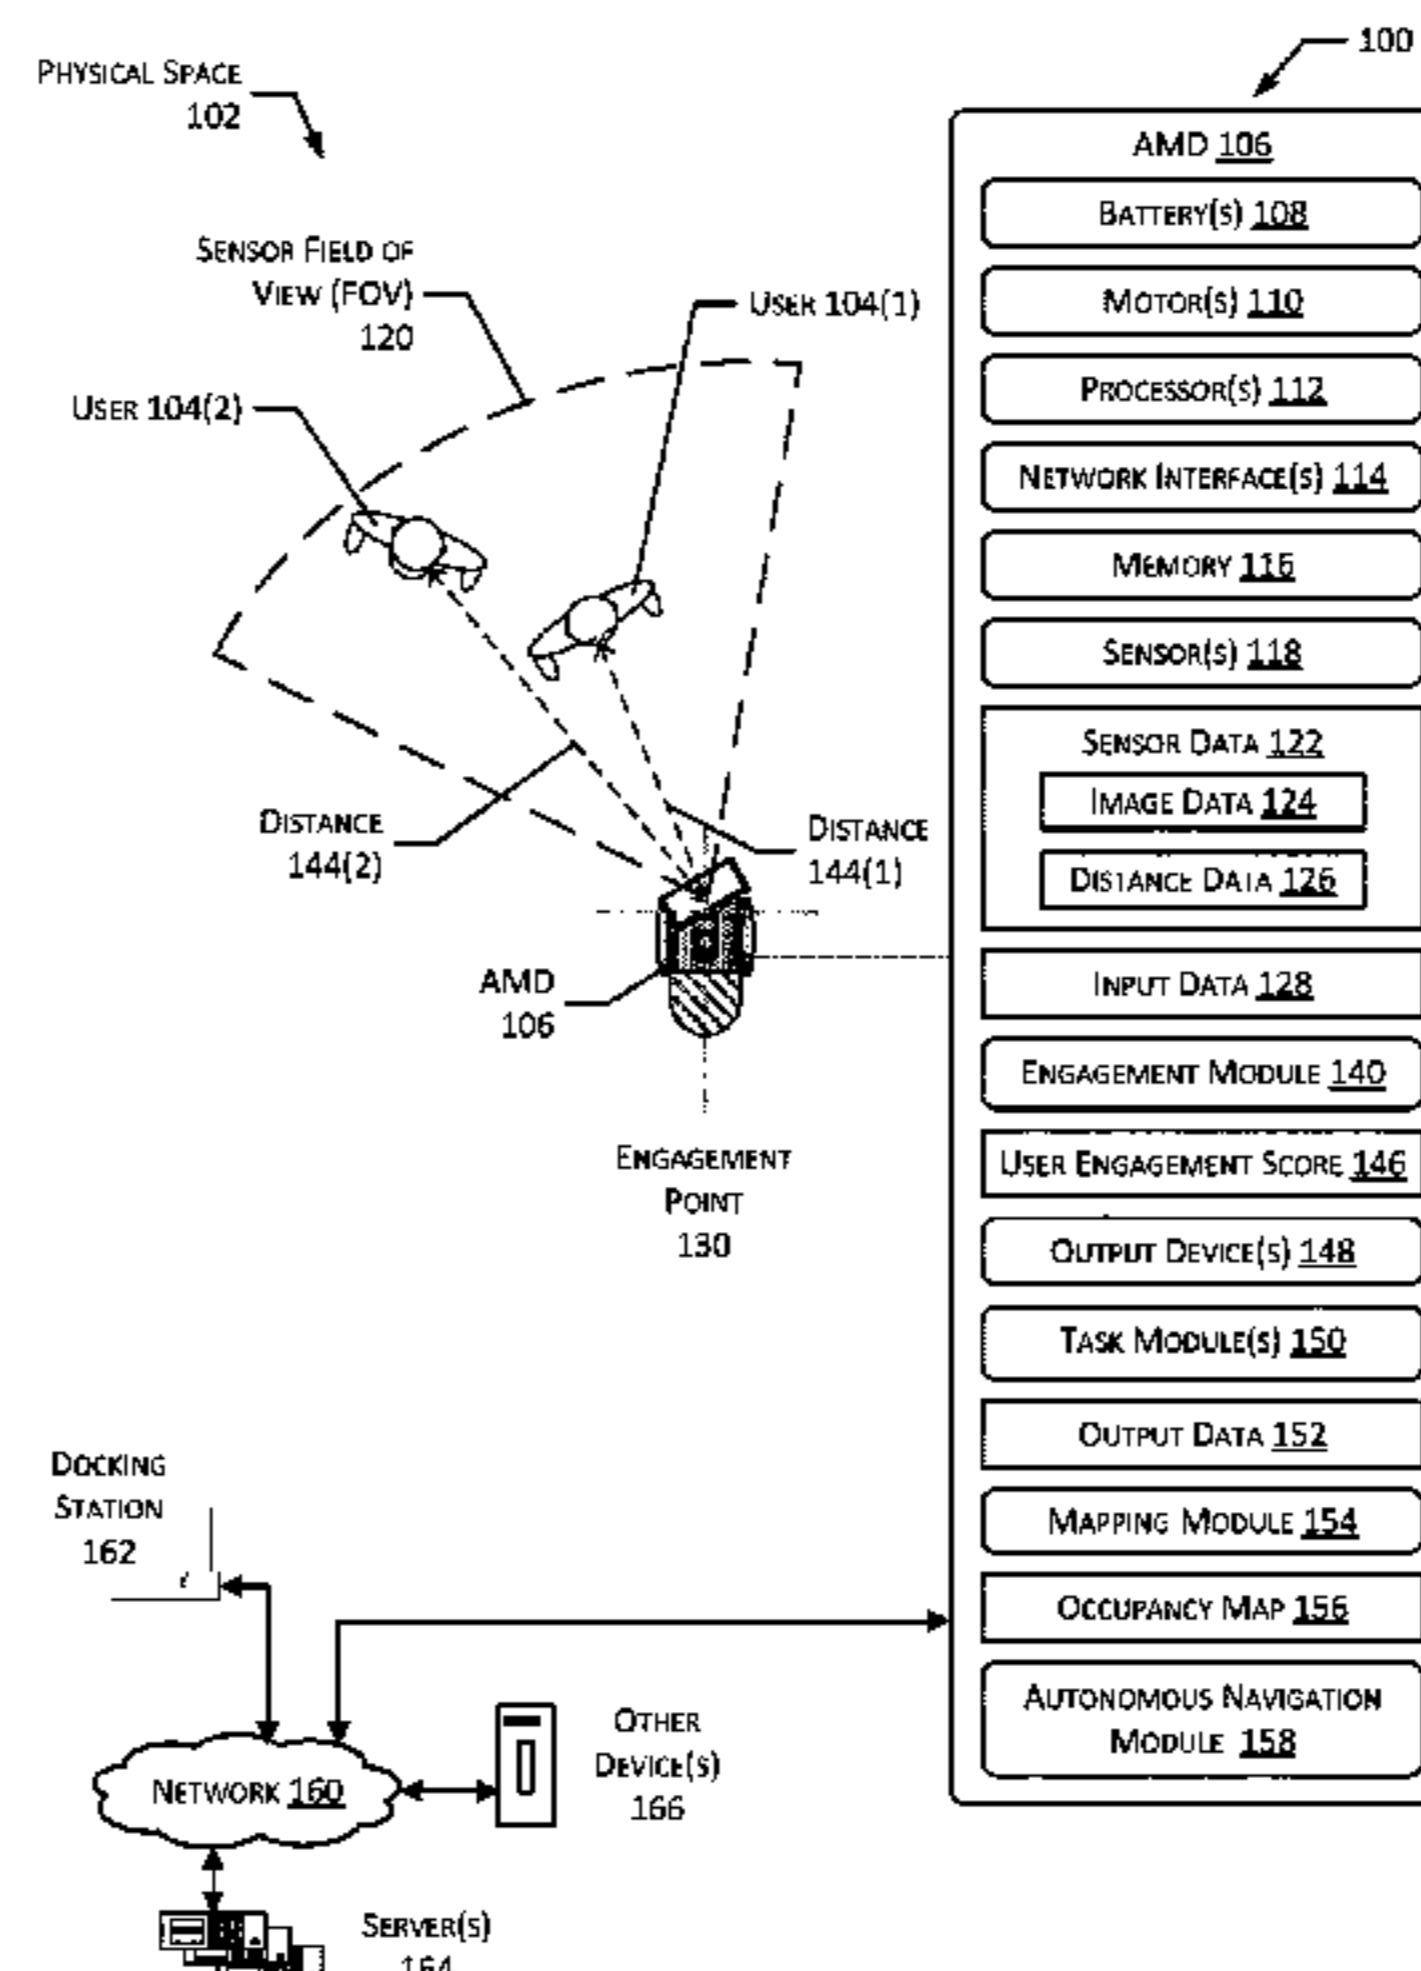 100
PHYSICAL SPACE
102
AMD 106
BATTERY(S) 108
SENSOR FIELD OF
VIEW (FOV)
120
USER 104(1)
MOTOR(S) 110
USER 104(2)
PROCESSOR(S) 112
NETWORK INTERFACE(S) 114
MEMORY 116
SENSOR(S) 118
SENSOR DATA 122
IMAGE DATA 124
DISTANCE DATA 126
DISTANCE
144(2)
DISTANCE
144(1)
AMD
106
INPUT DATA 128
ENGAGEMENT MODULE 140
ENGAGEMENT
POINT
130
USER ENGAGEMENT SCORE 146
OUTPUT DEVICE(S) 148
TASK MODULE(S) 150
OUTPUT DATA 152
MAPPING MODULE 154
OCCUPANCY MAP 156
AUTONOMOUS NAVIGATION
MODULE 158
DOCKING
STATION
162
NETWORK 160
OTHER
DEVICE(S)
166
SERVER(S)
164